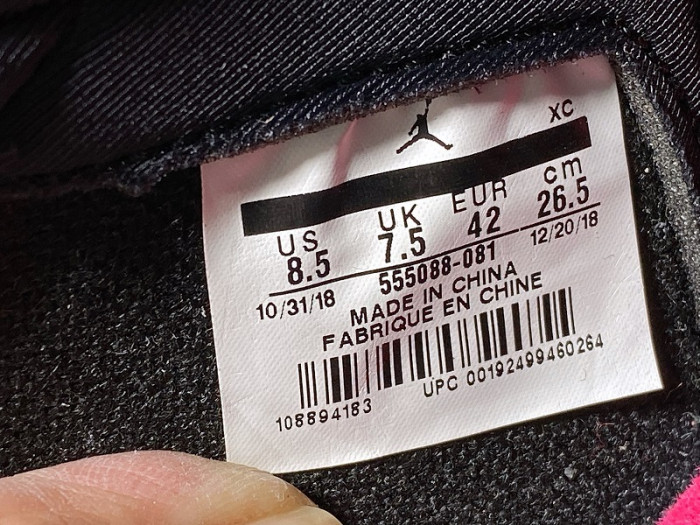 XC
US UK EUR cm
8.5 7.5 42 26.5
10/31/18 555088-081 12/20/18
MADE IN CHINA
FABRIQUE EN CHINE
108894183 UPC 00192499460264